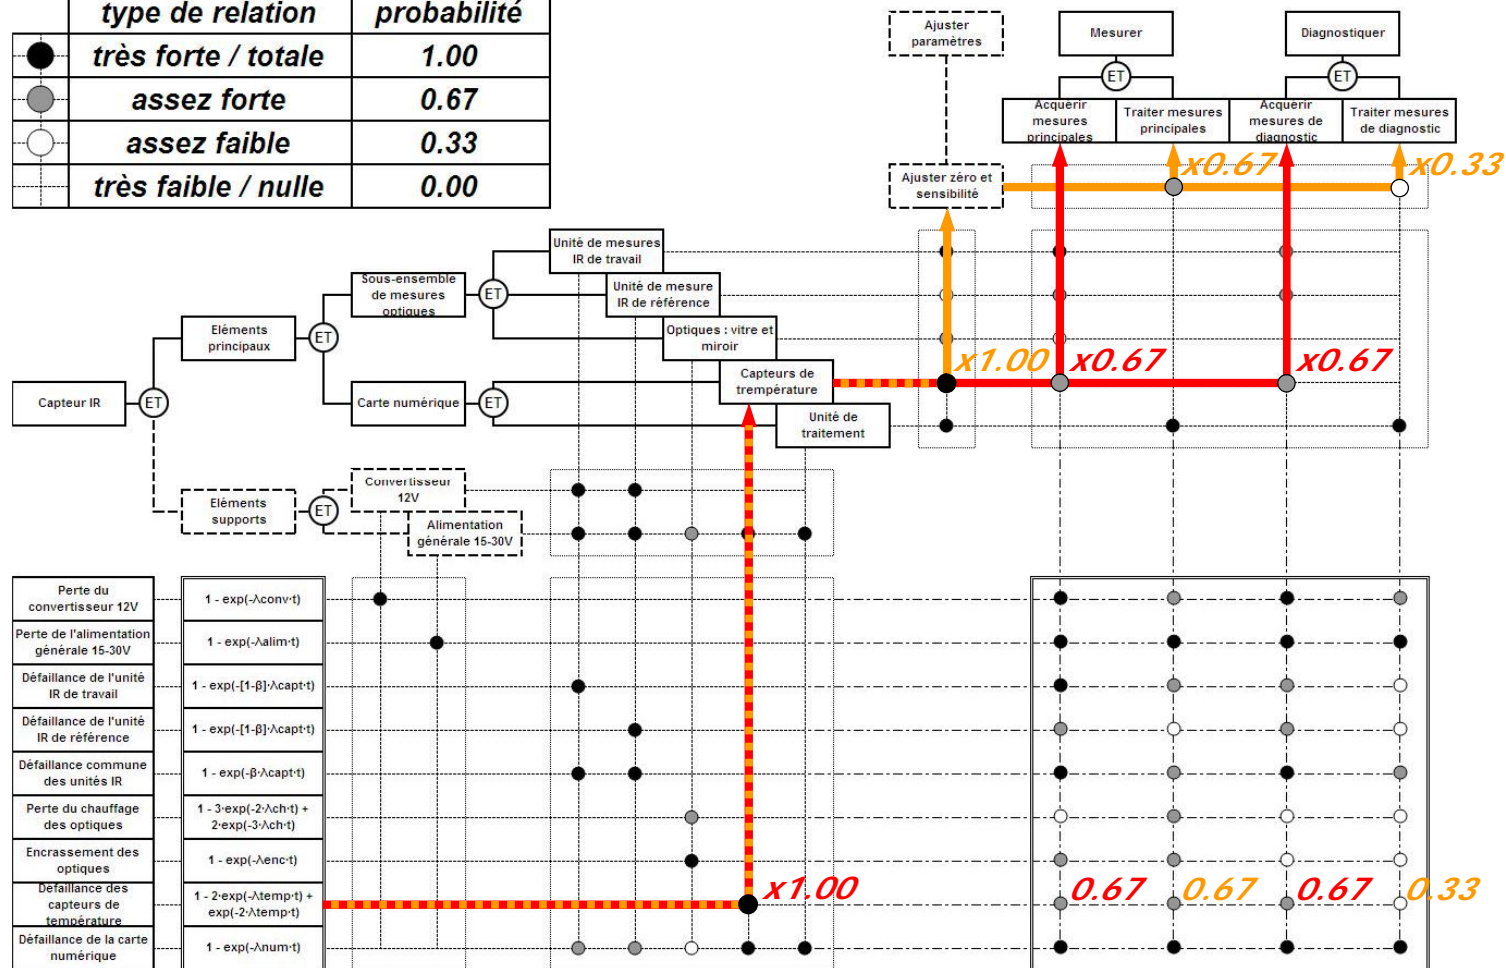 type de relation probabilité
très forte / totale 1.00
assez forte 0.67
assez faible 0.33
très faible / nulle 0.00
Ajuster
paramètres
Mesurer
Diagnostiquer
ET
ET
Acquérir
mesures
principales
Traiter mesures
principales
Acquérir
mesures de
diagnostic
Traiter mesures
de diagnostic
x0.67
x0.33
Ajuster zéro et
sensibilité
Unité de mesures
IR de travail
Sous-ensemble
de mesures
optiques
ET
Unité de mesure
IR de référence
Eléments
principaux
ET
Optiques : vitre et
miroir
x1.00
x0.67
x0.67
Capteurs de
trempérature
Capteur IR
ET
Carte numérique
ET
Unité de
traitement
Convertisseur
12V
Eléments
supports
ET
Alimentation
générale 15-30V
Perte du
convertisseur 12V
1 - exp(-λconv·t)
Perte de l'alimentation
générale 15-30V
1 - exp(-λalim·t)
Défaillance de l'unité
IR de travail
1 - exp(-[1-β]·λcapt·t)
Défaillance de l'unité
IR de référence
1 - exp(-[1-β]·λcapt·t)
Défaillance commune
des unités IR
1 - exp(-β·λcapt·t)
Perte du chauffage
des optiques
1 - 3·exp(-2·λch·t) +
2·exp(-3·λch·t)
Encrassement des
optiques
1 - exp(-λenc·t)
Défaillance des
capteurs de
température
1 - 2·exp(-λtemp·t) +
exp(-2·λtemp·t)
x1.00
0.67
0.67
0.67
0.33
Défaillance de la carte
numérique
1 - exp(-λnum·t)